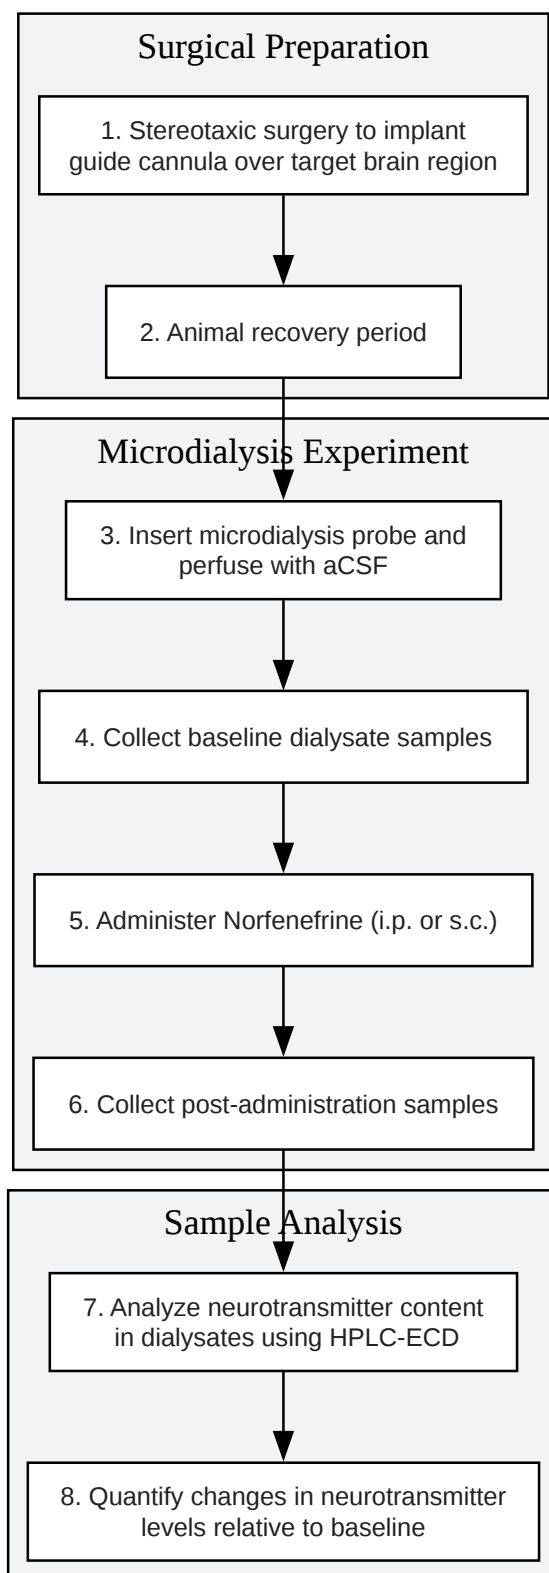 Surgical Preparation
1. Stereotaxic surgery to implant
guide cannula over target brain region
2. Animal recovery period
Microdialysis Experiment
3. Insert microdialysis probe and
perfuse with aCSF
4. Collect baseline dialysate samples
5. Administer Norfenefrine (i.p. or s.c.)
6. Collect post-administration samples
Sample Analysis
7. Analyze neurotransmitter content
in dialysates using HPLC-ECD
8. Quantify changes in neurotransmitter
levels relative to baseline